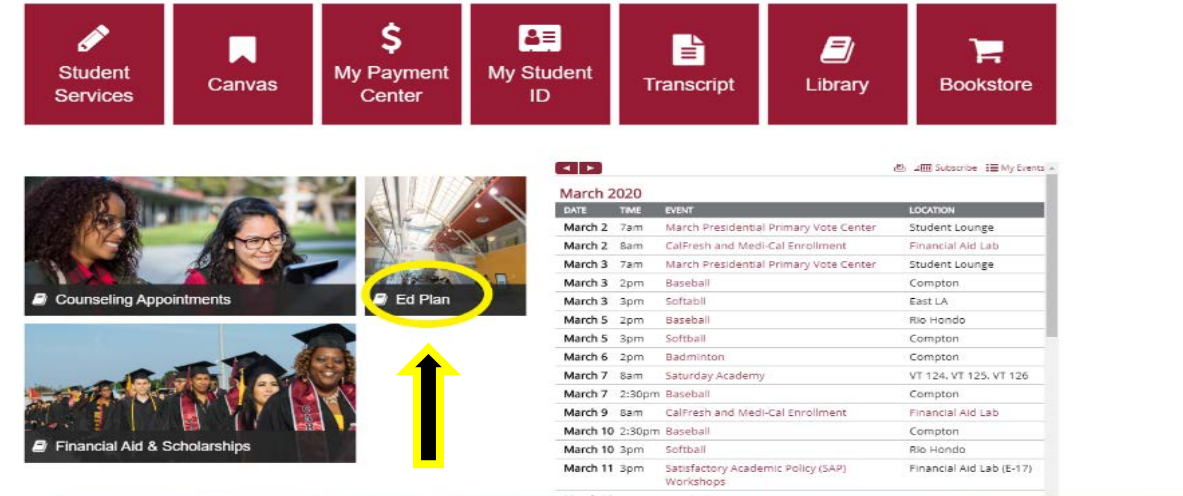 Student
Services
Canvas
My Payment
Center
My Student
ID
Transcript
Library
Bookstore
Counseling Appointments
Ed Plan
Financial Aid & Scholarships
Subscribe My Events
March 2020
DATE TIME EVENT LOCATION
March 2 7am March Presidential Primary Vote Center Student Lounge
March 2 8am CalFresh and Medi-Cal Enrollment Financial Aid Lab
March 3 7am March Presidential Primary Vote Center Student Lounge
March 3 2pm Baseball Compton
March 3 3pm Softabll East LA
March 5 2pm Baseball Rio Hondo
March 5 3pm Softball Compton
March 6 2pm Badminton Compton
March 7 8am Saturday Academy VT 124, VT 125, VT 126
March 7 2:30pm Baseball Compton
March 9 8am CalFresh and Medi-Cal Enrollment Financial Aid Lab
March 10 2:30pm Baseball Compton
March 10 3pm Softball Rio Hondo
March 11 3pm Satisfactory Academic Policy (SAP) Financial Aid Lab (E-17)
Workshops